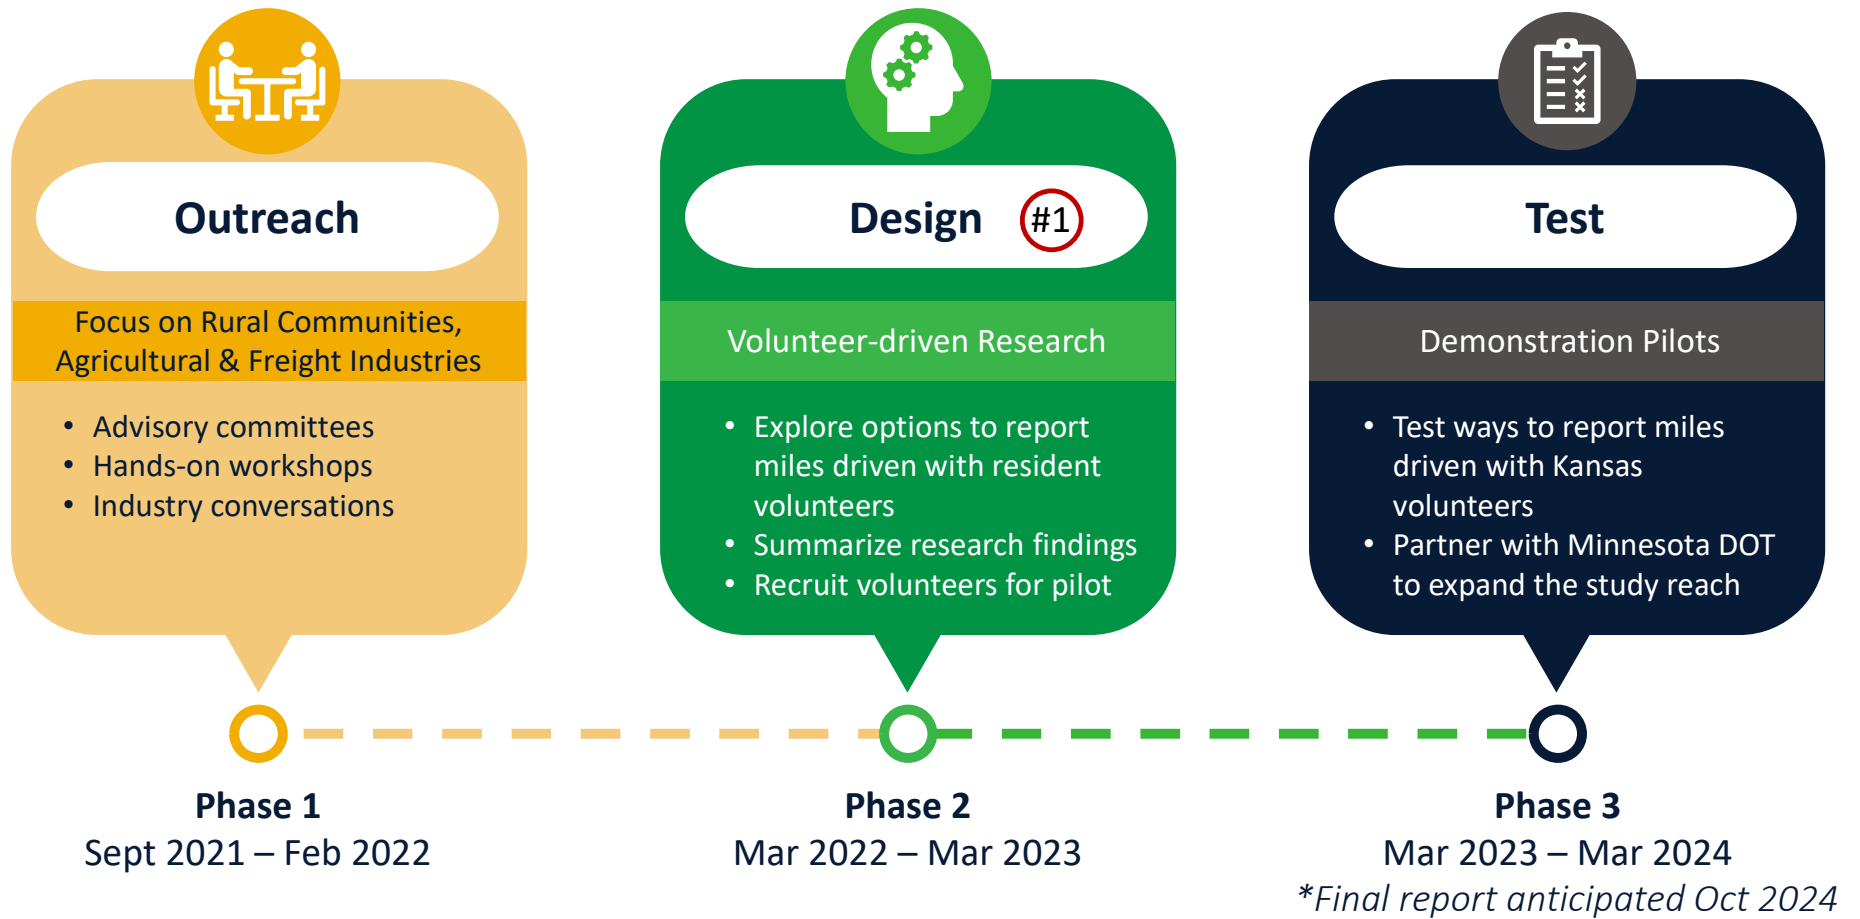 Outreach
Focus on Rural Communities,
Agricultural & Freight Industries
• Advisory committees
• Hands-on workshops
• Industry conversations
Design #1
Volunteer-driven Research
• Explore options to report
miles driven with resident
volunteers
• Summarize research findings
• Recruit volunteers for pilot
Test
Demonstration Pilots
• Test ways to report miles
driven with Kansas
volunteers
• Partner with Minnesota DOT
to expand the study reach
Phase 1
Sept 2021 – Feb 2022
Phase 2
Mar 2022 – Mar 2023
Phase 3
Mar 2023 – Mar 2024
*Final report anticipated Oct 2024